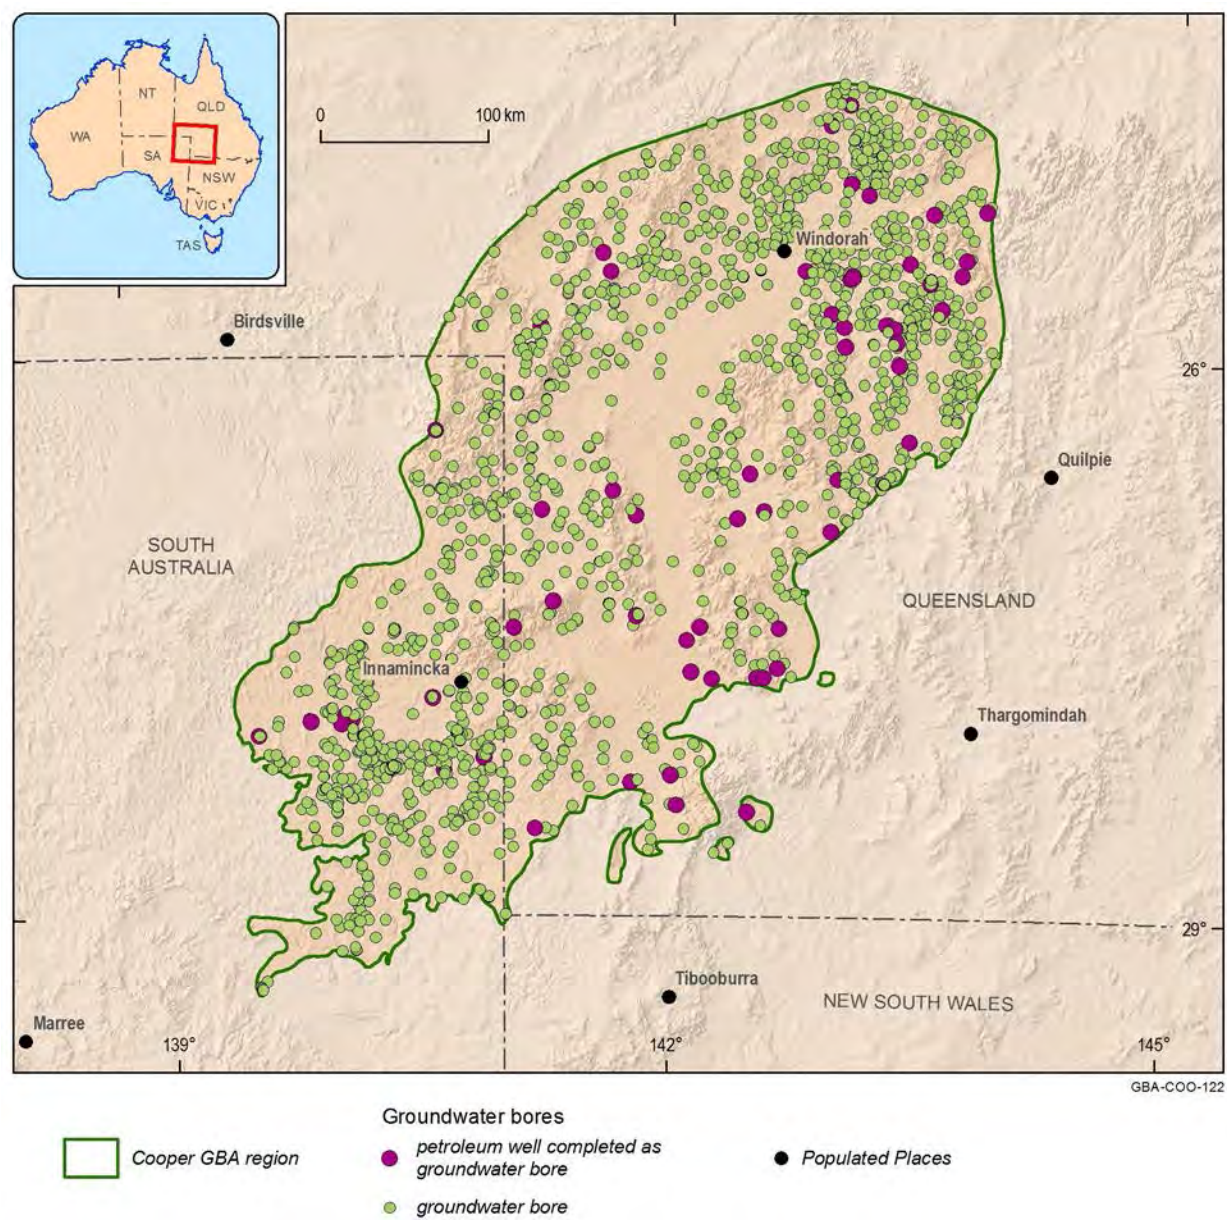 NT
QLD
WA
SA
NSW
VIC
TAS
0 100 km
Windorah
Birdsville
26°
Quilpie
SOUTH
AUSTRALIA
QUEENSLAND
Innamincka
Thargomindah
29°
Tibooburra
NEW SOUTH WALES
Marree
139° 142° 145°
GBA-COO-122
Groundwater bores
Cooper GBA region
petroleum well completed as
groundwater bore
Populated Places
groundwater bore